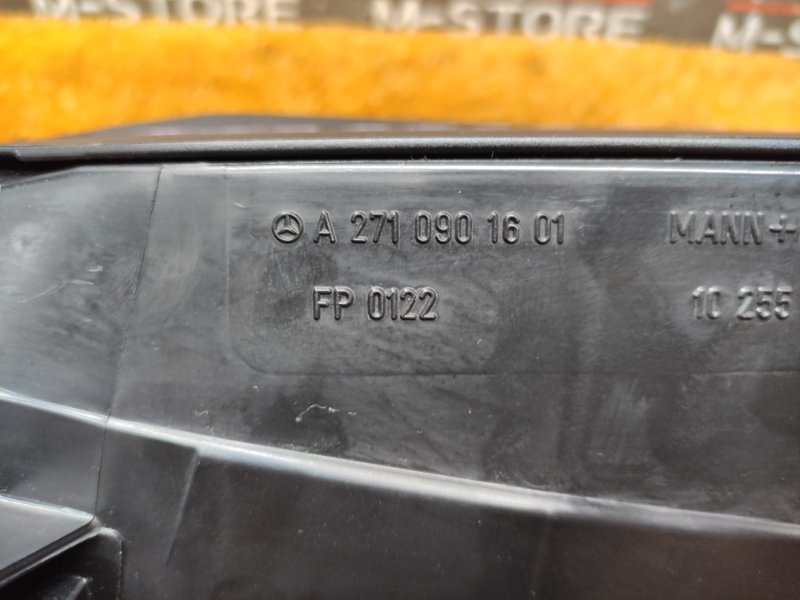 M-STORE M-STORE
A 271 090 16 01 MANN+
FP 0122 10 255